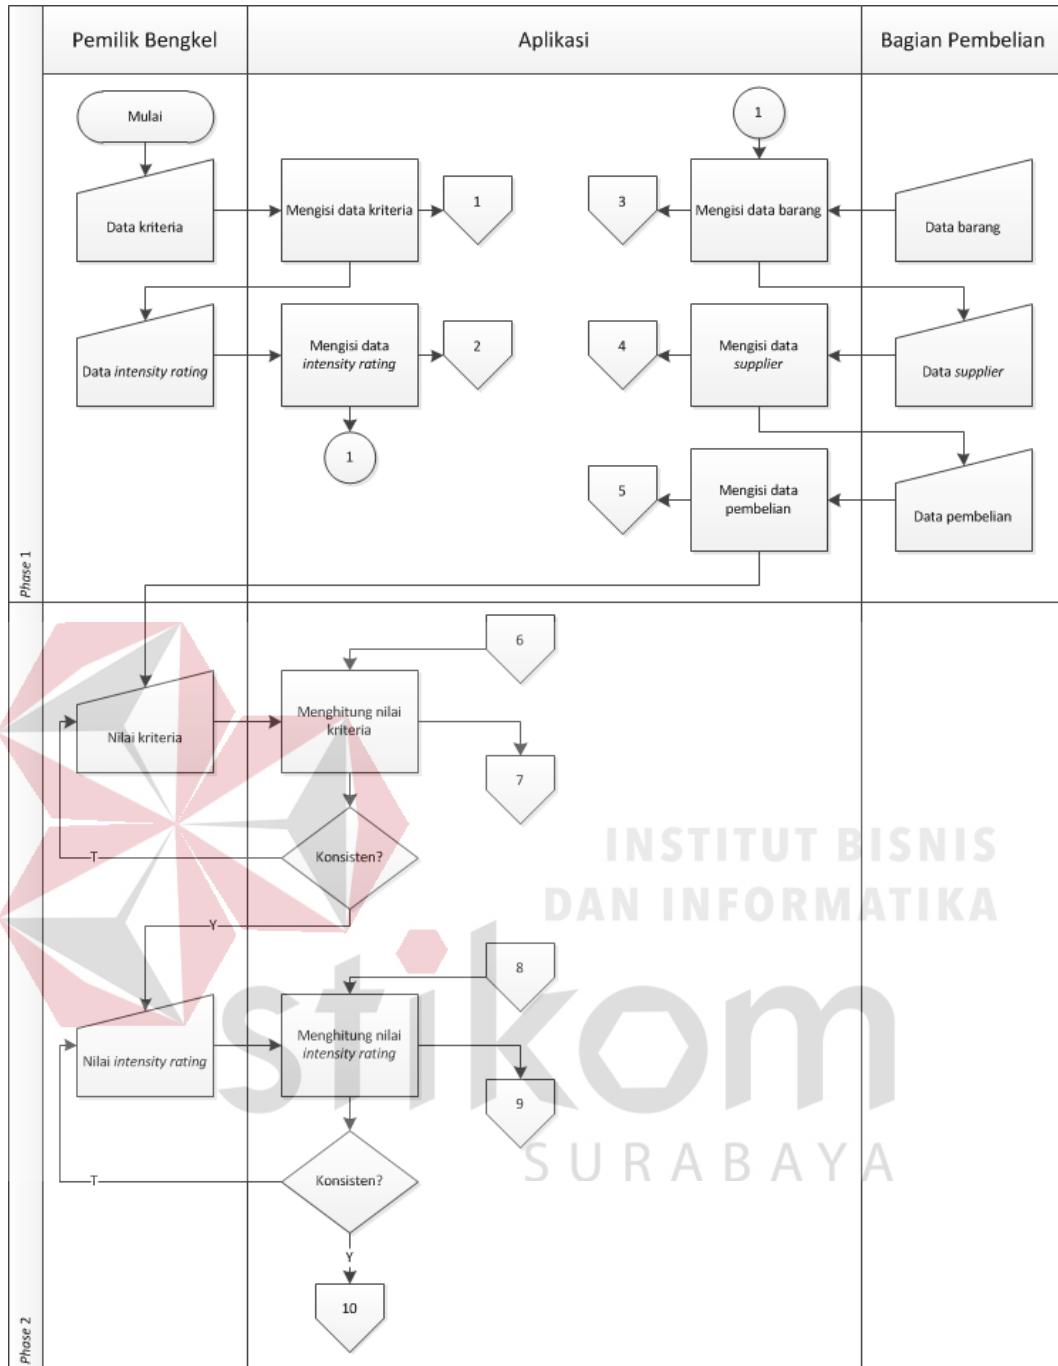 Pemilik Bengkel
Aplikasi
Bagian Pembelian
Phase 1
Mulai
1
Data kriteria
Mengisi data kriteria
1
3
Mengisi data barang
Data barang
Data intensity rating
Mengisi data
intensity rating
2
4
Mengisi data
supplier
Data supplier
1
5
Mengisi data
pembelian
Data pembelian
Phase 2
6
Nilai kriteria
Menghitung nilai
kriteria
7
Konsisten?
T
Y
8
Nilai intensity rating
Menghitung nilai
intensity rating
9
Konsisten?
T
Y
10
INSTITUT BISNIS
DAN INFORMATIKA
stikom
SURABAYA